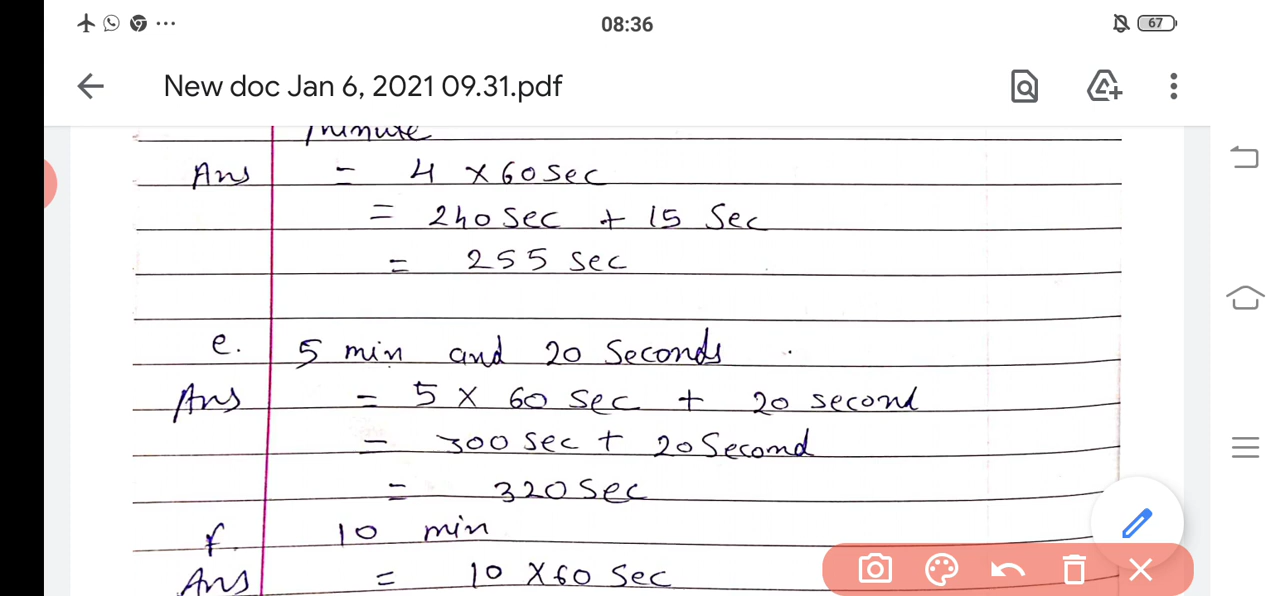 08:36
67
New doc Jan 6, 2021 09.31.pdf
minute
Ans = 4 × 60 sec
= 240 sec + 15 Sec
= 255 sec
e. 5 min and 20 Seconds
Ans = 5 × 60 sec + 20 second
= 300 sec + 20 Second
= 320 sec
f. 10 min
Ans = 10 × 60 Sec